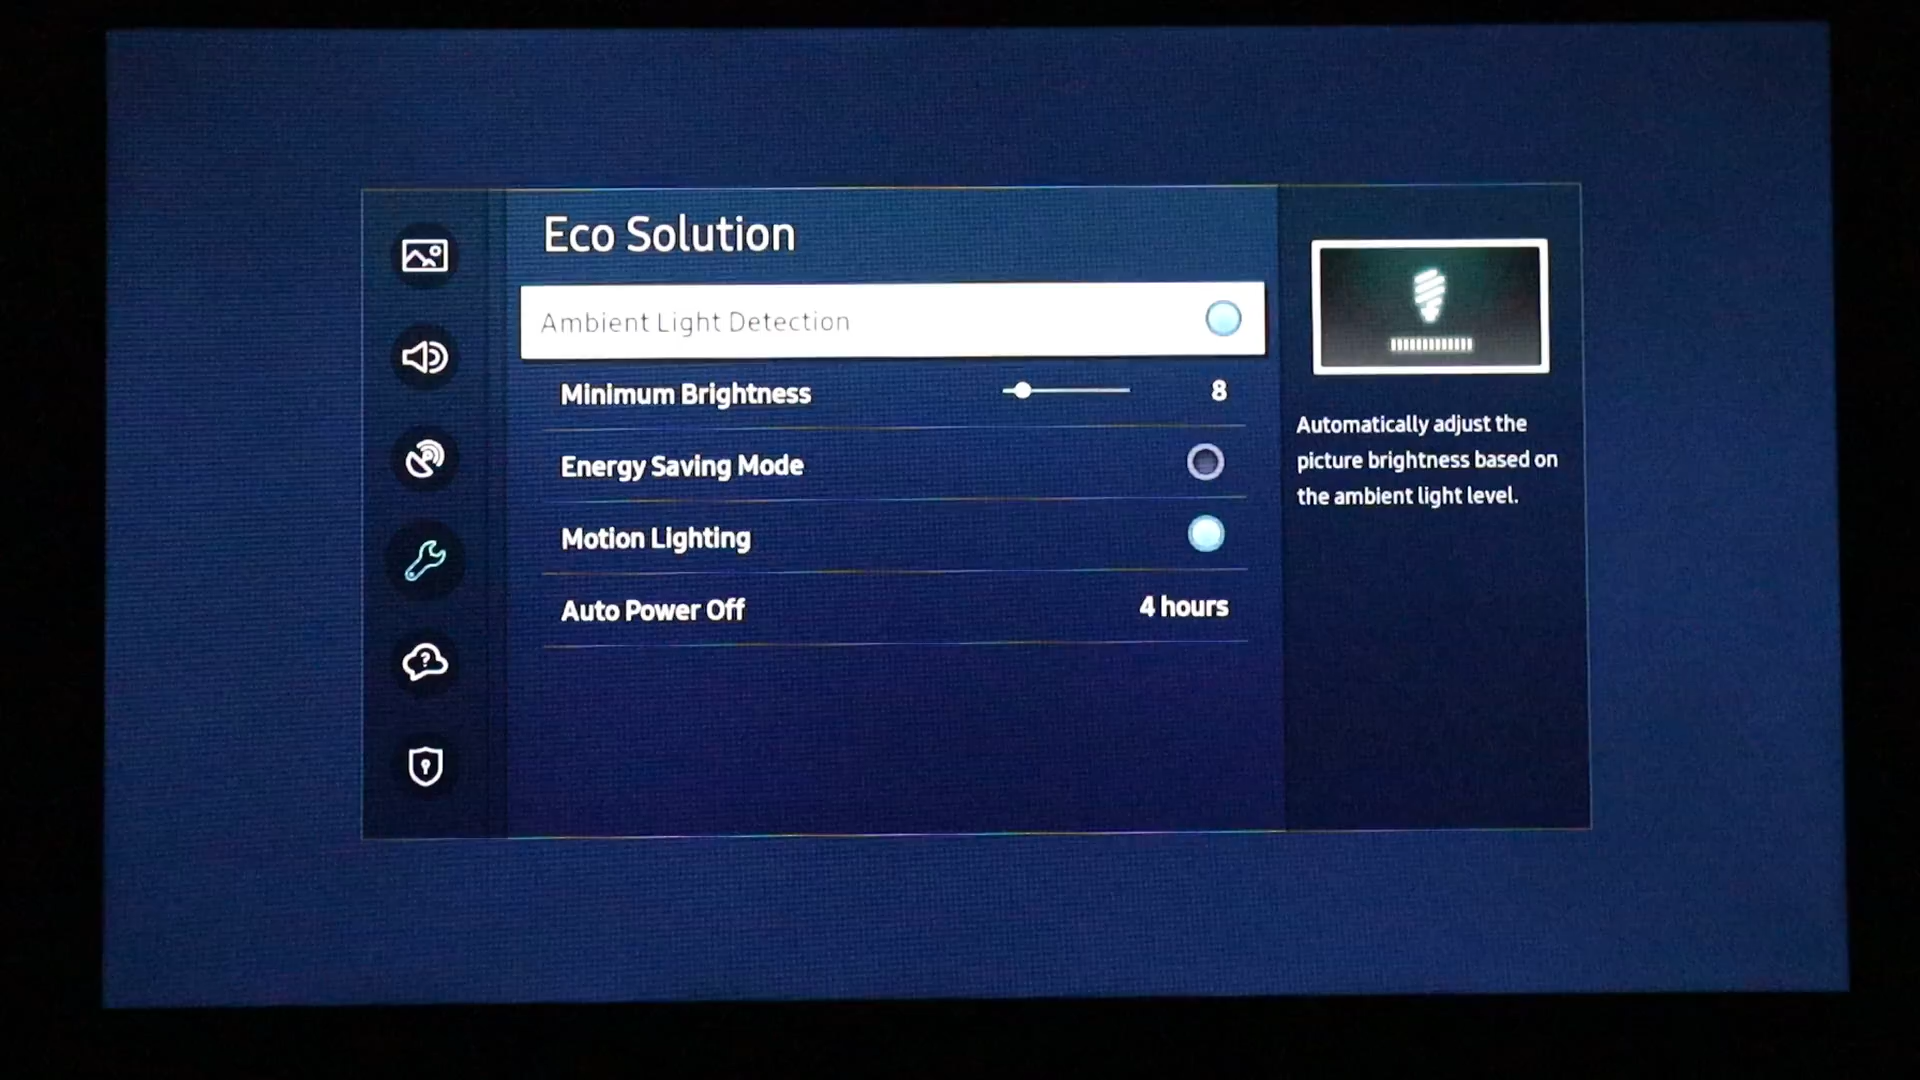 Eco Solution
Ambient Light Detection
Minimum Brightness 8
Energy Saving Mode
Motion Lighting
Auto Power Off 4 hours
Automatically adjust the
picture brightness based on
the ambient light level.
?